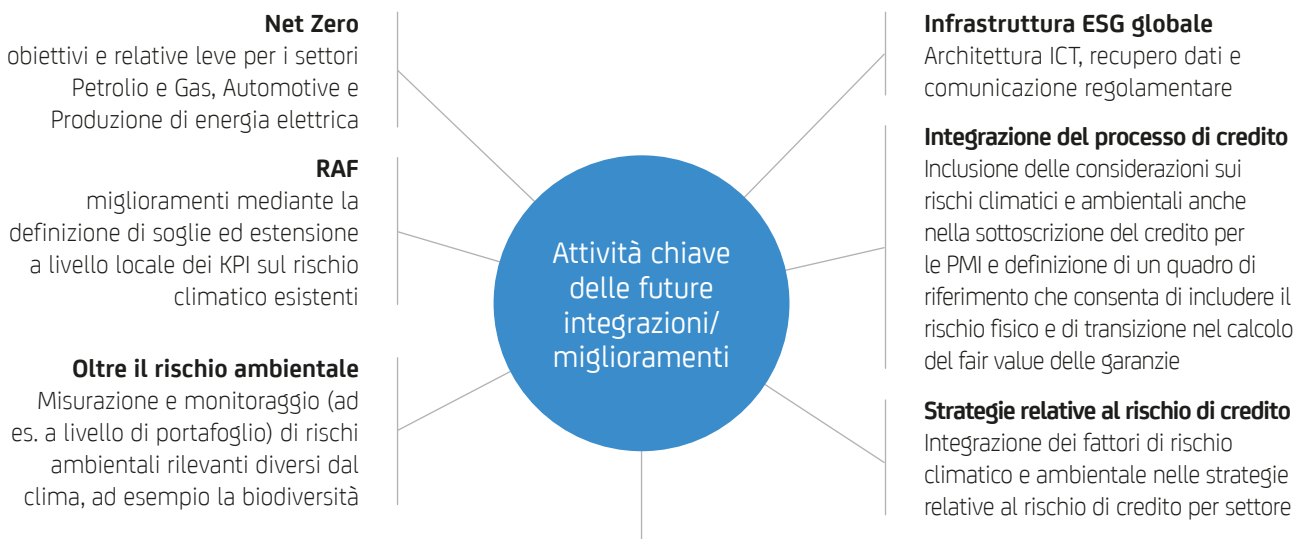 Net Zero
obiettivi e relative leve per i settori
Petrolio e Gas, Automotive e
Produzione di energia elettrica
RAF
miglioramenti mediante la
definizione di soglie ed estensione
a livello locale dei KPI sul rischio
climatico esistenti
Oltre il rischio ambientale
Misurazione e monitoraggio (ad
es. a livello di portafoglio) di rischi
ambientali rilevanti diversi dal
clima, ad esempio la biodiversità
Attività chiave
delle future
integrazioni/
miglioramenti
Infrastruttura ESG globale
Architettura ICT, recupero dati e
comunicazione regolamentare
Integrazione del processo di credito
Inclusione delle considerazioni sui
rischi climatici e ambientali anche
nella sottoscrizione del credito per
le PMI e definizione di un quadro di
riferimento che consenta di includere il
rischio fisico e di transizione nel calcolo
del fair value delle garanzie
Strategie relative al rischio di credito
Integrazione dei fattori di rischio
climatico e ambientale nelle strategie
relative al rischio di credito per settore